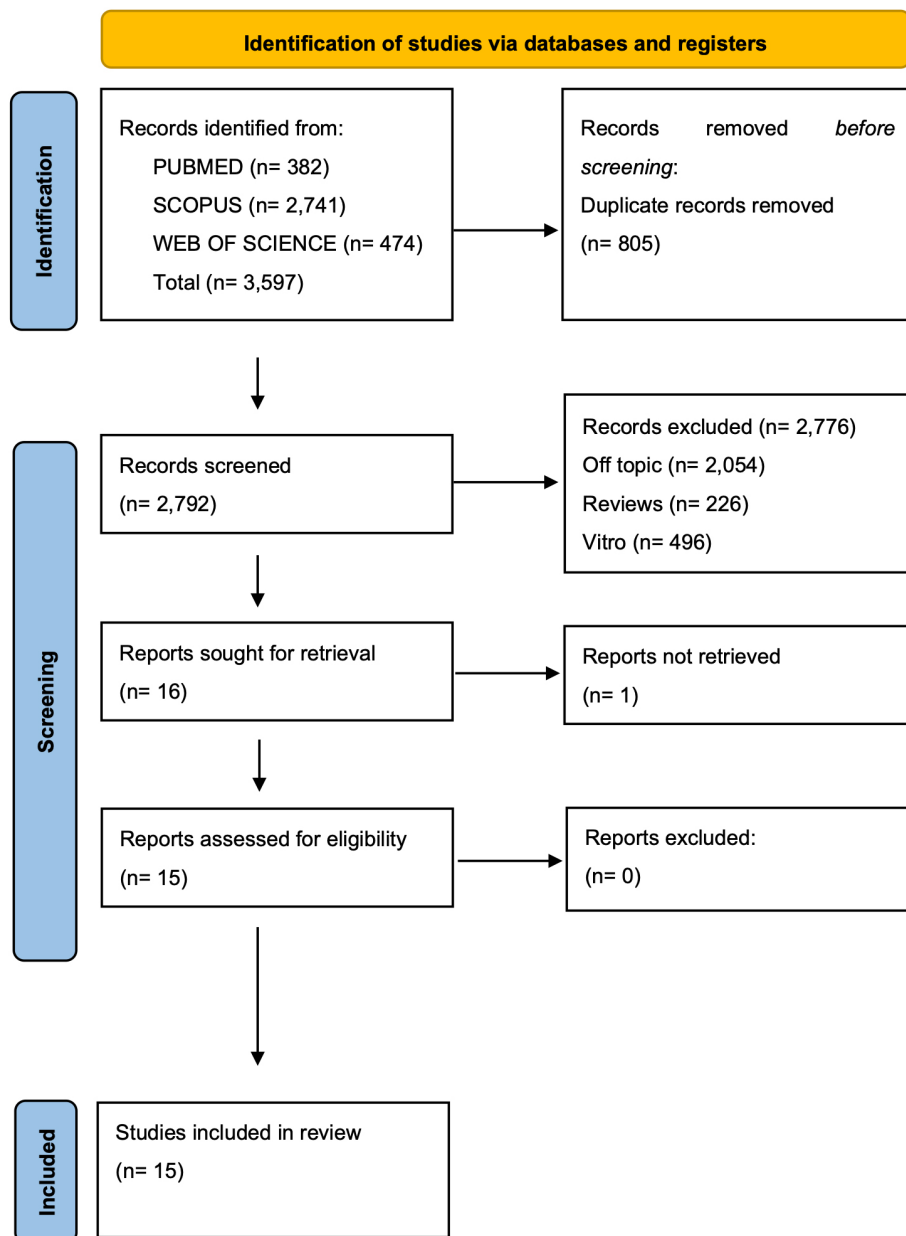 Identification of studies via databases and registers
Identification
Records identified from:
PUBMED (n= 382)
SCOPUS (n= 2,741)
WEB OF SCIENCE (n= 474)
Total (n= 3,597)
Records removed before
screening:
Duplicate records removed
(n= 805)
Screening
Records screened
(n= 2,792)
Records excluded (n= 2,776)
Off topic (n= 2,054)
Reviews (n= 226)
Vitro (n= 496)
Reports sought for retrieval
(n= 16)
Reports not retrieved
(n= 1)
Reports assessed for eligibility
(n= 15)
Reports excluded:
(n= 0)
Included
Studies included in review
(n= 15)